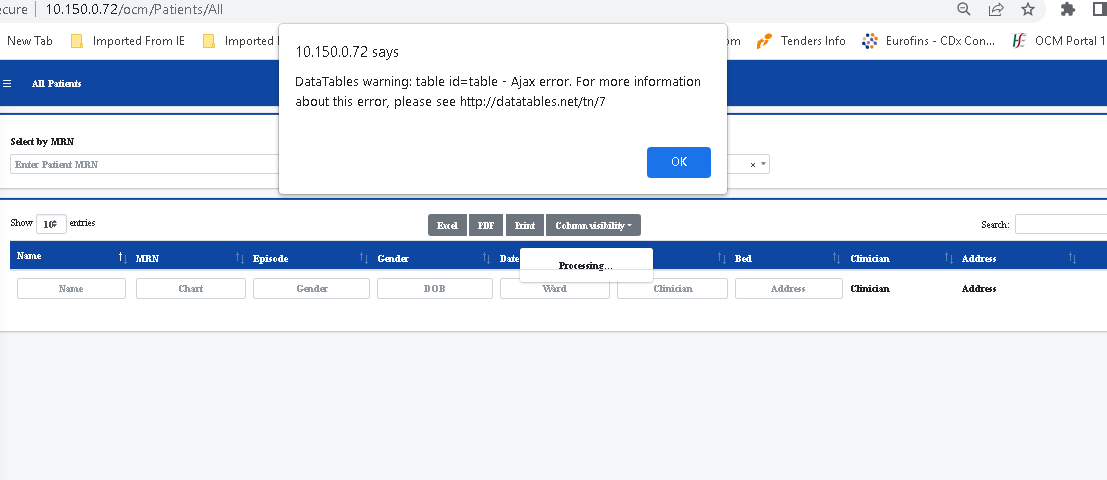 ecure 10.150.0.72/ocm/Patients/All
New Tab Imported From IE Imported om Tenders Info Eurofins - CDx Con... OCM Portal 1
10.150.0.72 says
DataTables warning: table id=table - Ajax error. For more information
about this error, please see http://datatables.net/tn/7
OK
All Patients
Select by MRN
Enter Patient MRN ×
Show 10 entries Excel PDF Print Column visibility Search:
Name MRN Episode Gender Date Bed Clinician Address
Processing...
Name Chart Gender DOB Ward Clinician Address Clinician Address